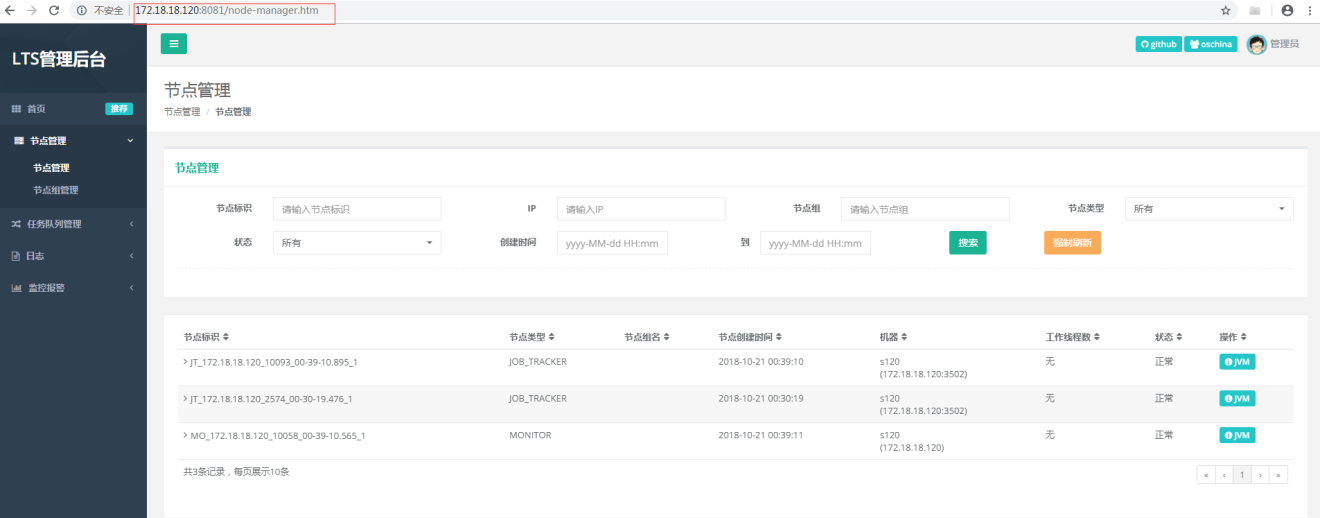 不安全 | 172.18.18.120:8081/node-manager.htm
LTS管理后台
github oschina 管理员
首页 推荐
节点管理
节点管理
节点组管理
任务队列管理
日志
监控报警
节点管理
节点管理 / 节点管理
节点管理
节点标识 请输入节点标识 IP 请输入IP 节点组 请输入节点组 节点类型 所有
状态 所有 创建时间 yyyy-MM-dd HH:mm 到 yyyy-MM-dd HH:mm 搜索 强制刷新
节点标识 节点类型 节点组名 节点创建时间 机器 工作线程数 状态 操作
JT_172.18.18.120_10093_00-39-10.895_1 JOB_TRACKER 2018-10-21 00:39:10 s120 无 正常 JVM
(172.18.18.120:3502)
JT_172.18.18.120_2574_00-30-19.476_1 JOB_TRACKER 2018-10-21 00:30:19 s120 无 正常 JVM
(172.18.18.120:3502)
MO_172.18.18.120_10058_00-39-10.565_1 MONITOR 2018-10-21 00:39:11 s120 无 正常 JVM
(172.18.18.120)
共3条记录，每页展示10条 « ‹ 1 › »